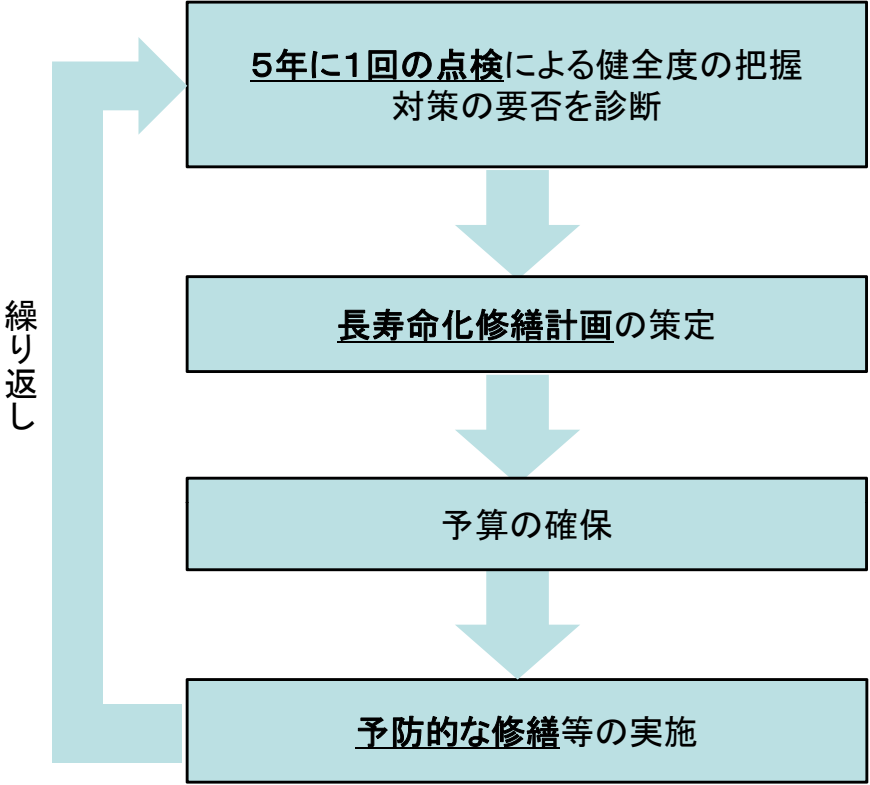 5年に1回の点検による健全度の把握
対策の要否を診断
長寿命化修繕計画の策定
予算の確保
予防的な修繕等の実施
繰り返し